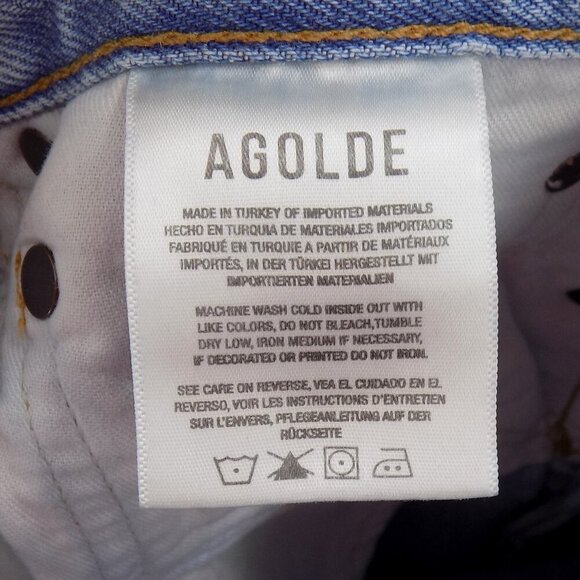 AGOLDE
MADE IN TURKEY OF IMPORTED MATERIALS
HECHO EN TURQUIA DE MATERIALES IMPORTADOS
FABRIQUÉ EN TURQUIE A PARTIR DE MATÉRIAUX
IMPORTÉS, IN DER TÜRKEI HERGESTELLT MIT
IMPORTIERTEN MATERIALIEN
MACHINE WASH COLD INSIDE OUT WITH
LIKE COLORS, DO NOT BLEACH,TUMBLE
DRY LOW, IRON MEDIUM IF NECESSARY,
IF DECORATED OR PRINTED DO NOT IRON.
SEE CARE ON REVERSE, VEA EL CUIDADO EN EL
REVERSO, VOIR LES INSTRUCTIONS D'ENTRETIEN
SUR L'ENVERS, PFLEGEANLEITUNG AUF DER
RÜCKSEITE